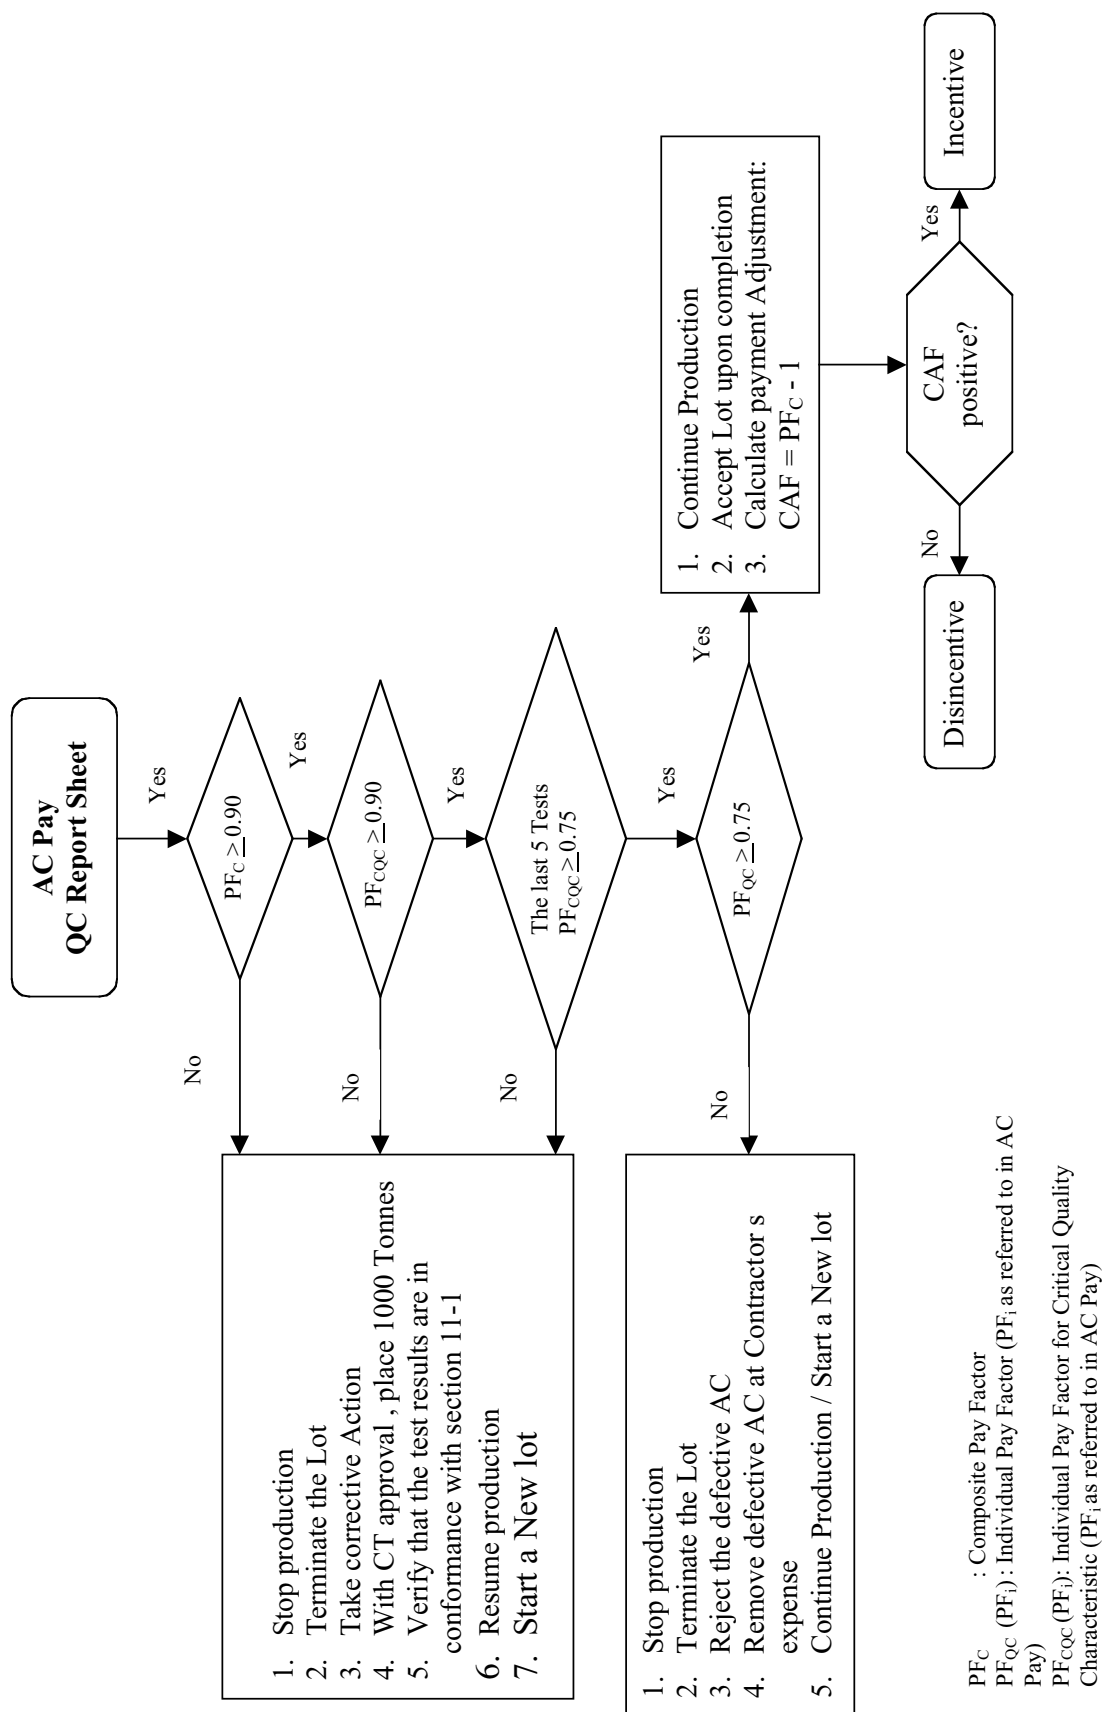 AC Pay
QC Report Sheet
Yes
PFC ≥0.90
No
Yes
PFCQC ≥0.90
No
Yes
The last 5 Tests
PFCQC≥0.75
No
Yes
PFQC ≥0.75
No
Yes
1. Stop production
2. Terminate the Lot
3. Take corrective Action
4. With CT approval , place 1000 Tonnes
5. Verify that the test results are in
conformance with section 11-1
6. Resume production
7. Start a New lot
1. Stop production
2. Terminate the Lot
3. Reject the defective AC
4. Remove defective AC at Contractor s
expense
5. Continue Production / Start a New lot
1. Continue Production
2. Accept Lot upon completion
3. Calculate payment Adjustment:
CAF = PFC - 1
CAF
positive?
No
Yes
Disincentive
Incentive
PFC : Composite Pay Factor
PFQC (PFi) : Individual Pay Factor (PFi as referred to in AC
Pay)
PFCQC (PFi): Individual Pay Factor for Critical Quality
Characteristic (PFi as referred to in AC Pay)